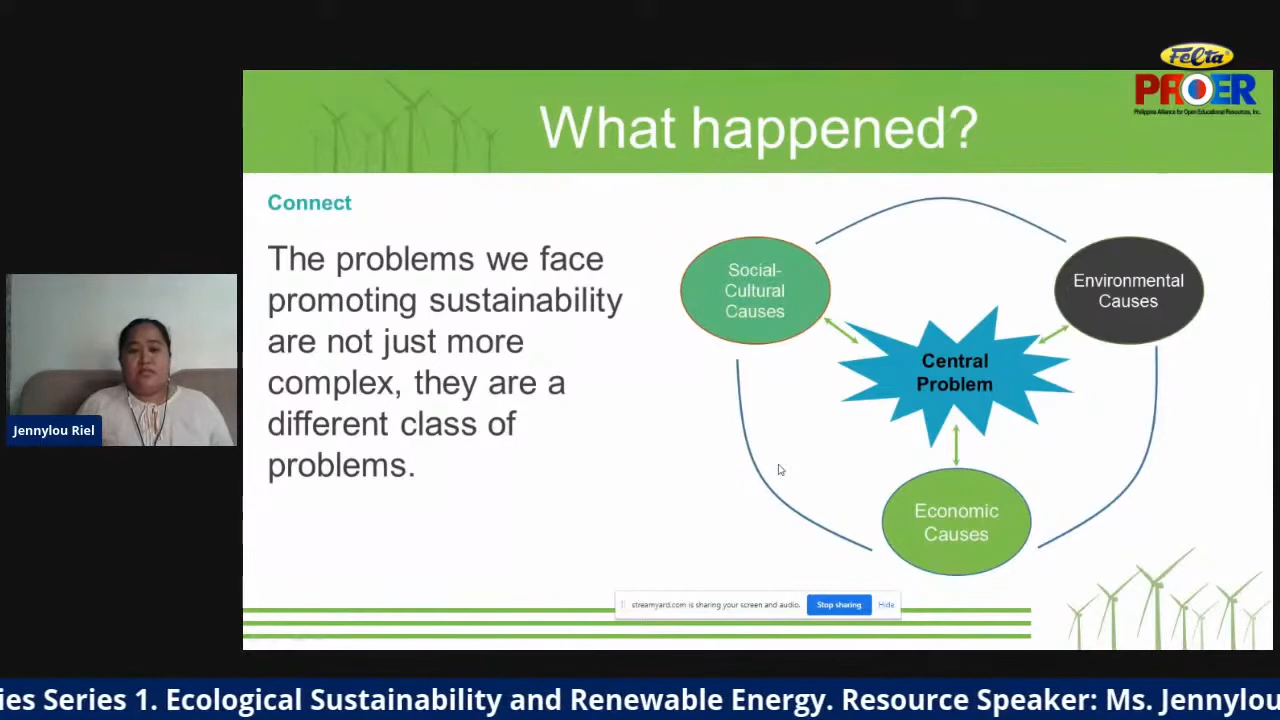 FELTA
PAOER
Philippine Alliance for Open Educational Resources, Inc.
What happened?
Connect
The problems we face
promoting sustainability
are not just more
complex, they are a
different class of
problems.
Social-
Cultural
Causes
Environmental
Causes
Central
Problem
Economic
Causes
Jennylou Riel
streamyard.com is sharing your screen and audio.
Stop sharing
Hide
ies Series 1. Ecological Sustainability and Renewable Energy. Resource Speaker: Ms. Jennylou